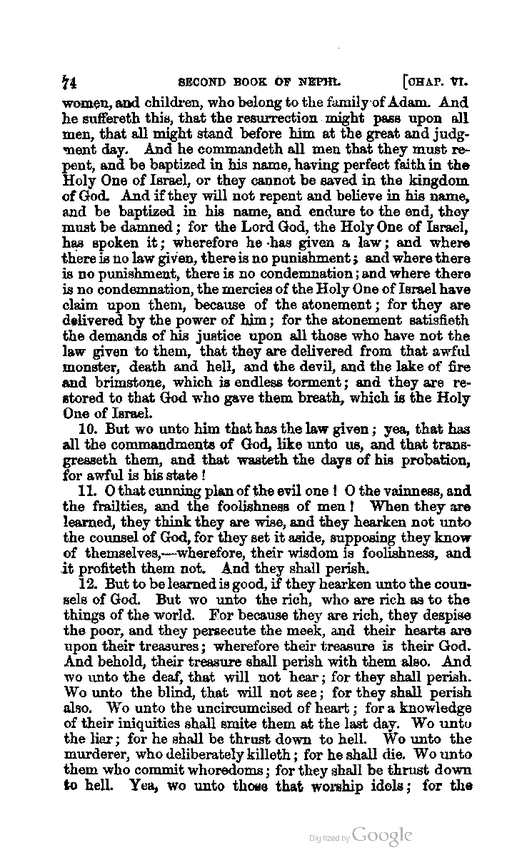 74 SECOND BOOK OF NEPHI. [CHAP. VI.
women, and children, who belong to the family of Adam. And
he suffereth this, that the resurrection might pass upon all
men, that all might stand before him at the great and judg-
ment day. And he commandeth all men that they must re-
pent, and be baptized in his name, having perfect faith in the
Holy One of Israel, or they cannot be saved in the kingdom
of God. And if they will not repent and believe in his name,
and be baptized in his name, and endure to the end, they
must be damned; for the Lord God, the Holy One of Israel,
has spoken it; wherefore he has given a law; and where
there is no law given, there is no punishment; and where there
is no punishment, there is no condemnation; and where there
is no condemnation, the mercies of the Holy One of Israel have
claim upon them, because of the atonement; for they are
delivered by the power of him; for the atonement satisfieth
the demands of his justice upon all those who have not the
law given to them, that they are delivered from that awful
monster, death and hell, and the devil, and the lake of fire
and brimstone, which is endless torment; and they are re-
stored to that God who gave them breath, which is the Holy
One of Israel.
10. But wo unto him that has the law given; yea, that has
all the commandments of God, like unto us, and that trans-
gresseth them, and that wasteth the days of his probation,
for awful is his state!
11. O that cunning plan of the evil one! O the vainness, and
the frailties, and the foolishness of men! When they are
learned, they think they are wise, and they hearken not unto
the counsel of God, for they set it aside, supposing they know
of themselves,—wherefore, their wisdom is foolishness, and
it profiteth them not. And they shall perish.
12. But to be learned is good, if they hearken unto the coun-
sels of God. But wo unto the rich, who are rich as to the
things of the world. For because they are rich, they despise
the poor, and they persecute the meek, and their hearts are
upon their treasures; wherefore their treasure is their God.
And behold, their treasure shall perish with them also. And
wo unto the deaf, that will not hear; for they shall perish.
Wo unto the blind, that will not see; for they shall perish
also. Wo unto the uncircumcised of heart; for a knowledge
of their iniquities shall smite them at the last day. Wo unto
the liar; for he shall be thrust down to hell. Wo unto the
murderer, who deliberately killeth; for he shall die. Wo unto
them who commit whoredoms; for they shall be thrust down
to hell. Yea, wo unto those that worship idols; for the
Digitized by Google